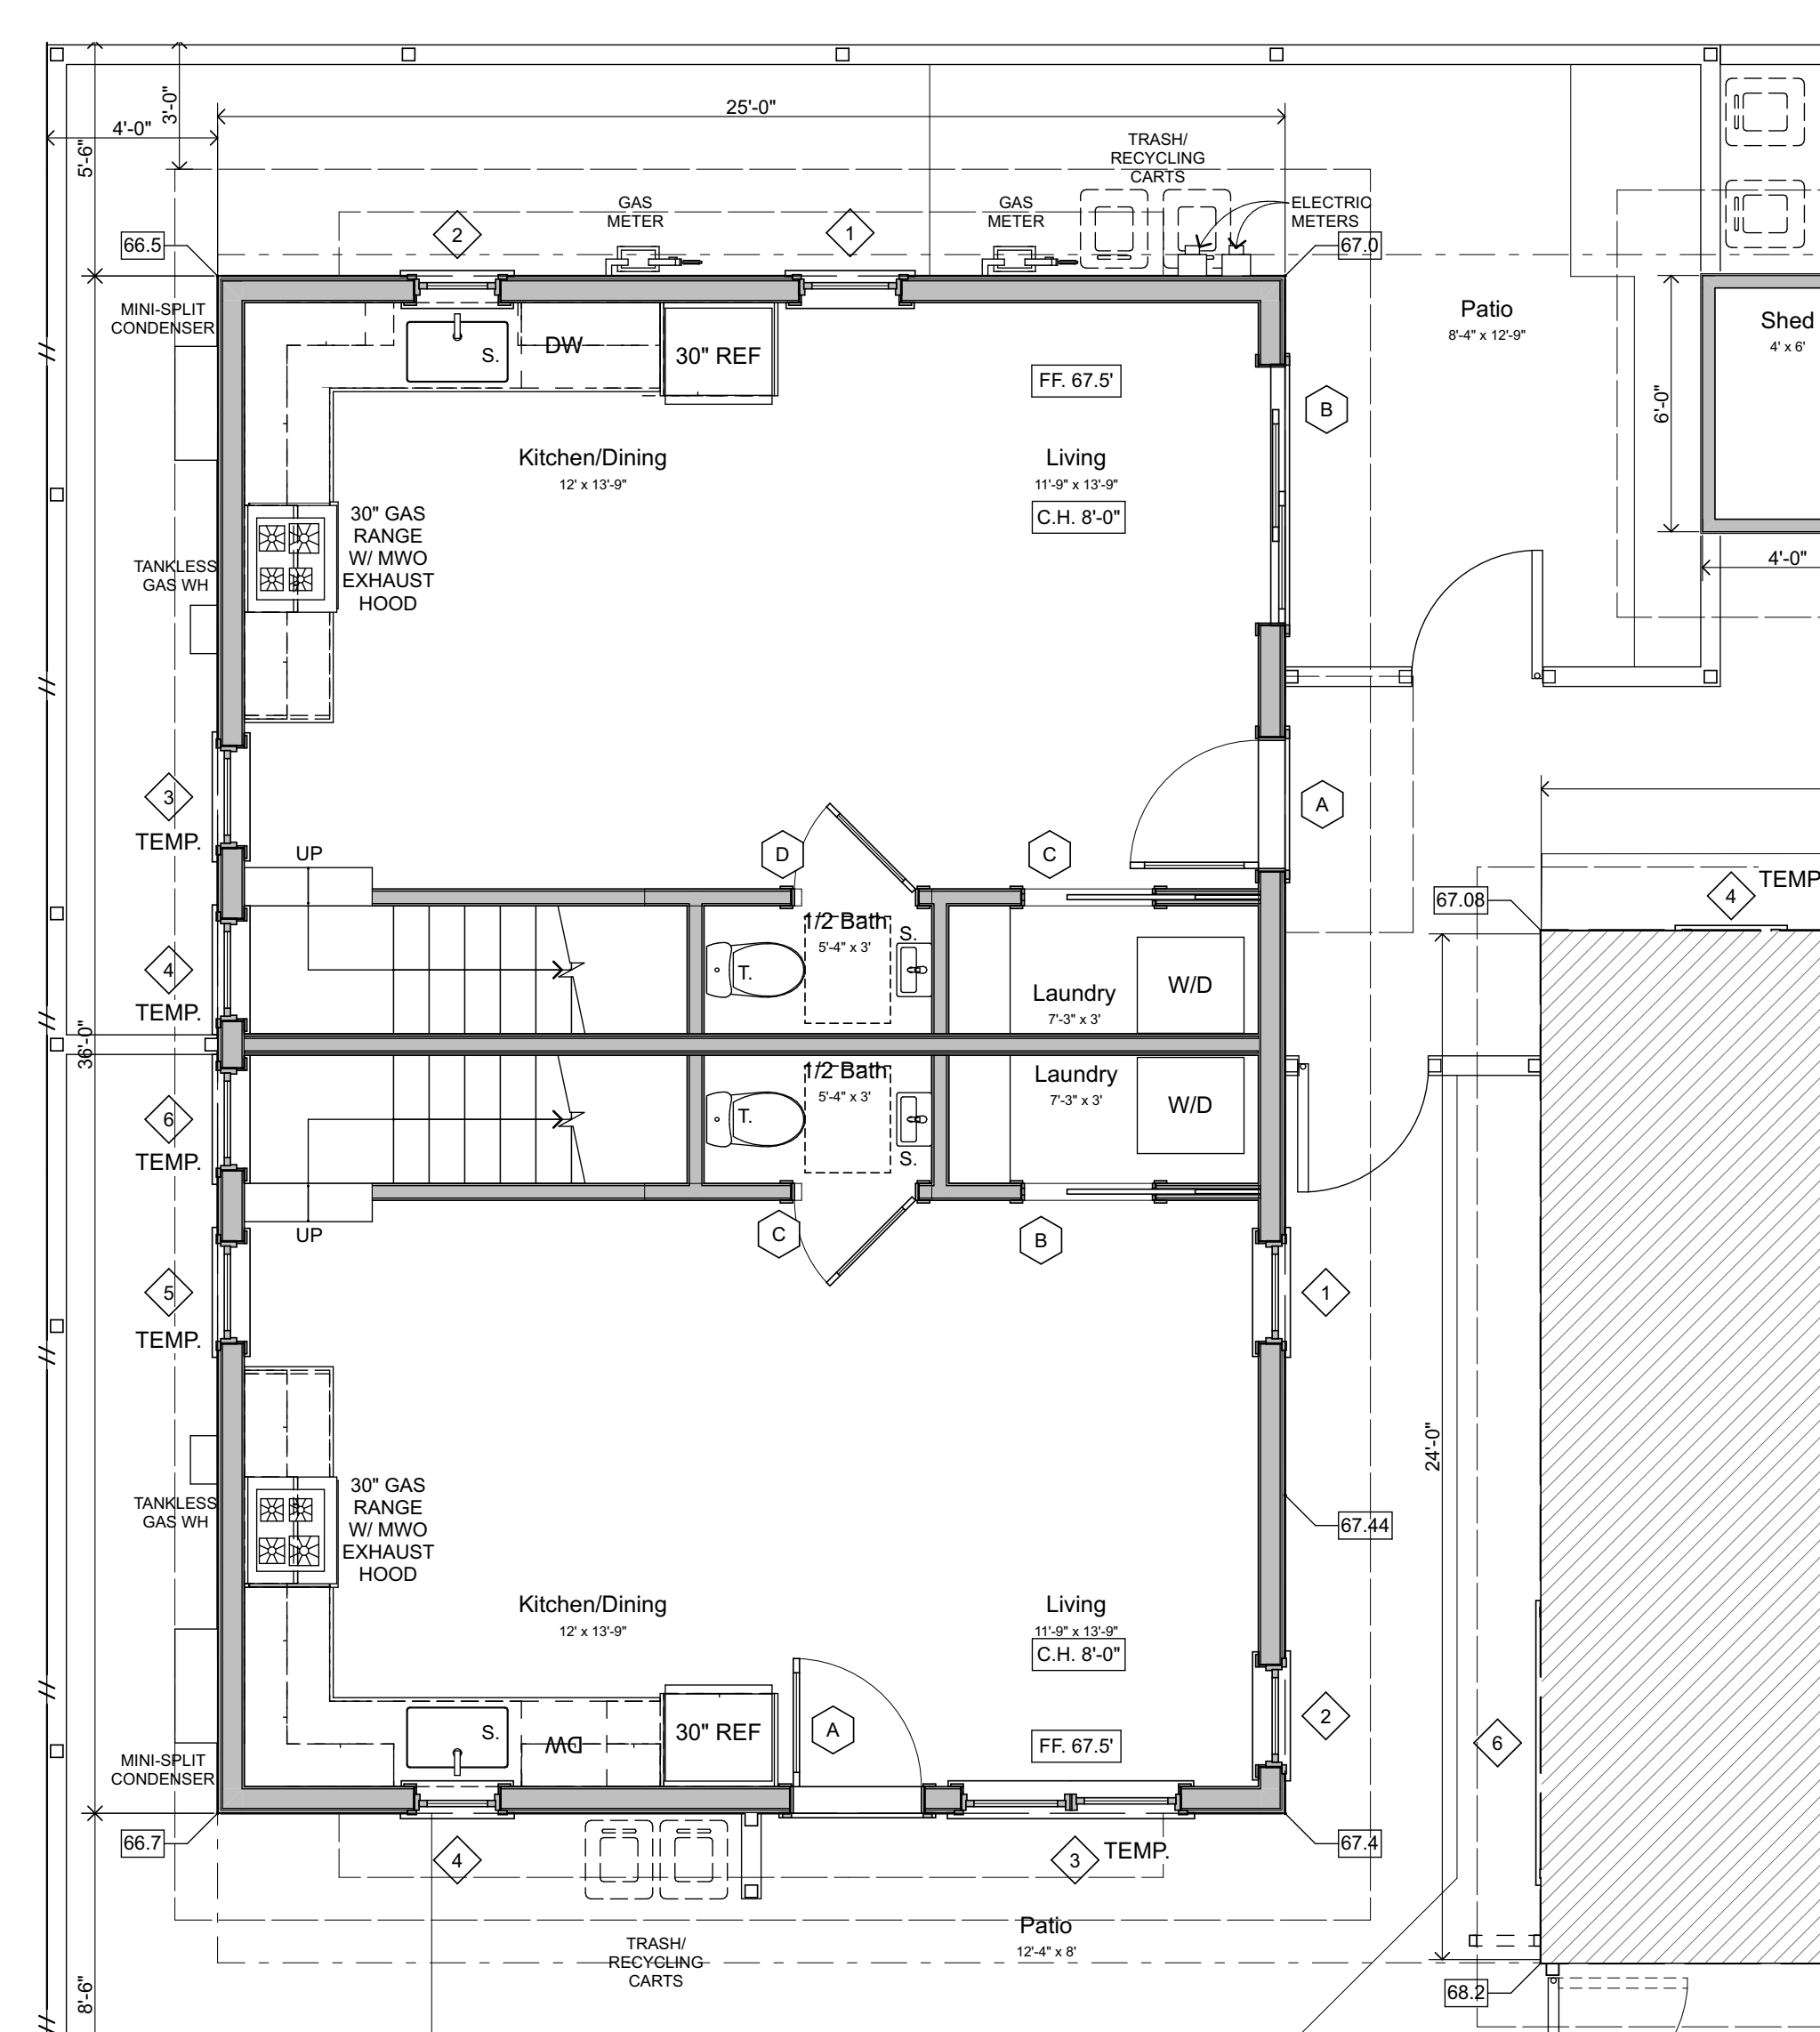 25'-0"
3'-0"
4'-0"
5'-6"
TRASH/
RECYCLING
CARTS
GAS
METER
GAS
METER
ELECTRIC
METERS
2
1
66.5
67.0
MINI-SPLIT
CONDENSER
Patio
8'-4" x 12'-9"
Shed
4' x 6'
S.
DW
30" REF
FF. 67.5'
B
6'-0"
Kitchen/Dining
12' x 13'-9"
Living
11'-9" x 13'-9"
C.H. 8'-0"
30" GAS
RANGE
W/ MWO
EXHAUST
HOOD
TANKLESS
GAS WH
4'-0"
3
TEMP.
A
UP
D
C
TEMP
4
67.08
1/2 Bath
5'-4" x 3'
S.
T.
4
TEMP.
Laundry
7'-3" x 3'
W/D
36'-0"
1/2 Bath
5'-4" x 3'
Laundry
7'-3" x 3'
W/D
6
TEMP.
T.
S.
UP
C
B
5
TEMP.
1
24'-0"
30" GAS
RANGE
W/ MWO
EXHAUST
HOOD
TANKLESS
GAS WH
67.44
Kitchen/Dining
12' x 13'-9"
Living
11'-9" x 13'-9"
C.H. 8'-0"
2
6
S.
DW
30" REF
A
FF. 67.5'
MINI-SPLIT
CONDENSER
66.7
67.4
4
3
TEMP.
Patio
12'-4" x 8'
TRASH/
RECYCLING
CARTS
8'-6"
68.2